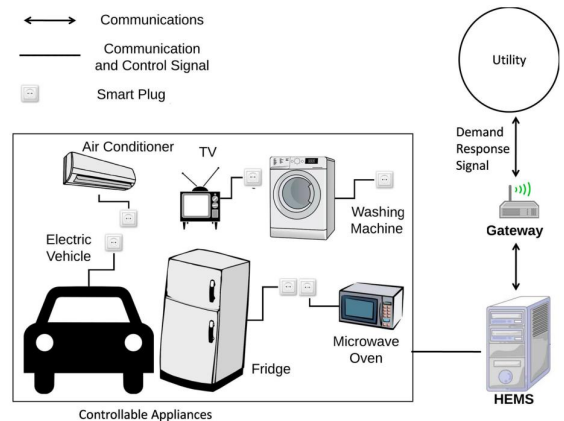 Communications
Communication
and Control Signal
Smart Plug
Utility
Demand
Response
Signal
Gateway
HEMS
Air Conditioner
TV
Washing
Machine
Electric
Vehicle
Fridge
Microwave
Oven
Controllable Appliances